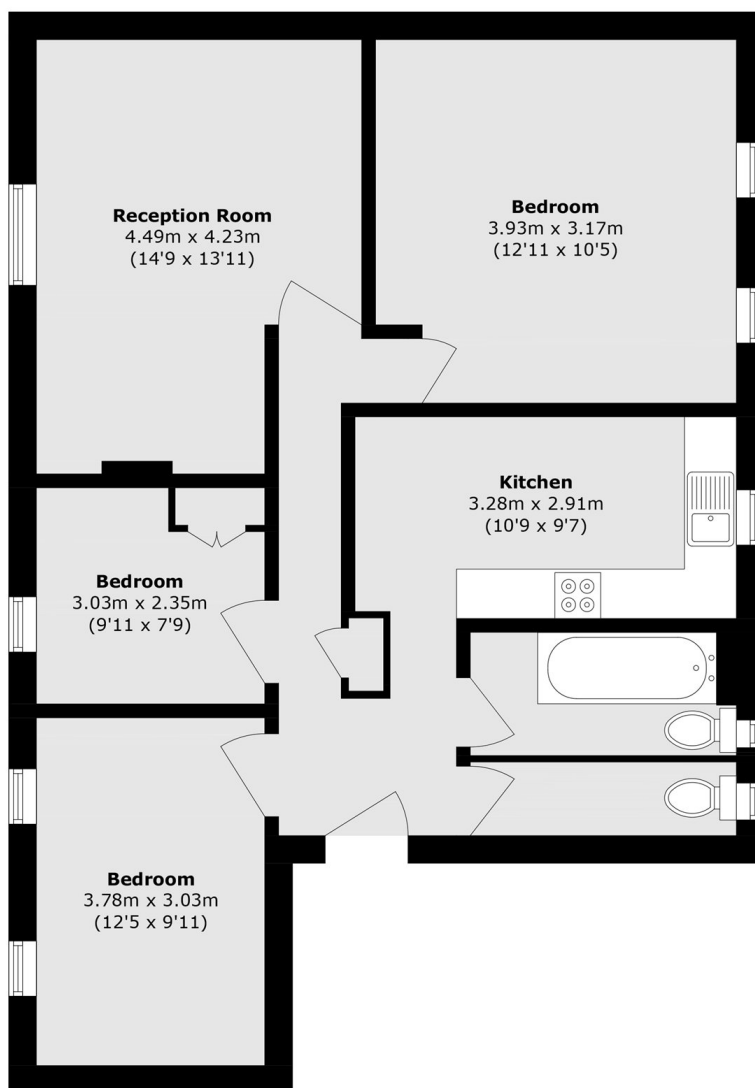 Reception Room
4.49m x 4.23m
(14'9 x 13'11)
Bedroom
3.93m x 3.17m
(12'11 x 10'5)
Kitchen
3.28m x 2.91m
(10'9 x 9'7)
Bedroom
3.03m x 2.35m
(9'11 x 7'9)
Bedroom
3.78m x 3.03m
(12'5 x 9'11)